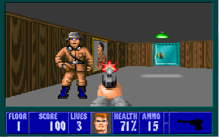 FLOOR SCORE LIVES HEALTH AMMO
1 100 3 71% 15